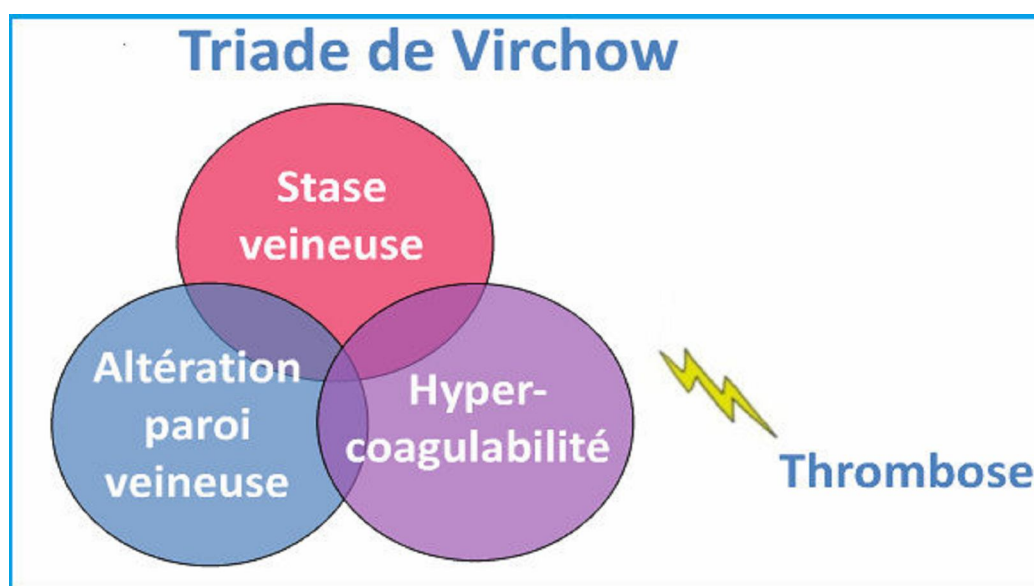 Triade de Virchow
Stase
veineuse
Altération
paroi
veineuse
Hyper-
coagulabilité
Thrombose